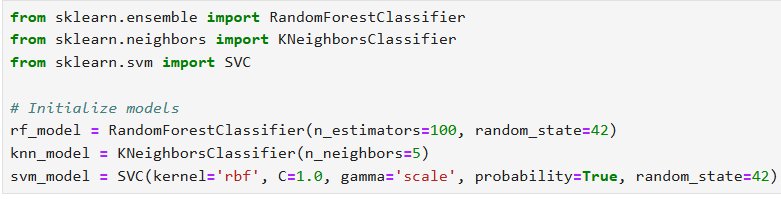 from sklearn.ensemble import RandomForestClassifier
from sklearn.neighbors import KNeighborsClassifier
from sklearn.svm import SVC
# Initialize models
rf_model = RandomForestClassifier(n_estimators=100, random_state=42)
knn_model = KNeighborsClassifier(n_neighbors=5)
svm_model = SVC(kernel='rbf', C=1.0, gamma='scale', probability=True, random_state=42)